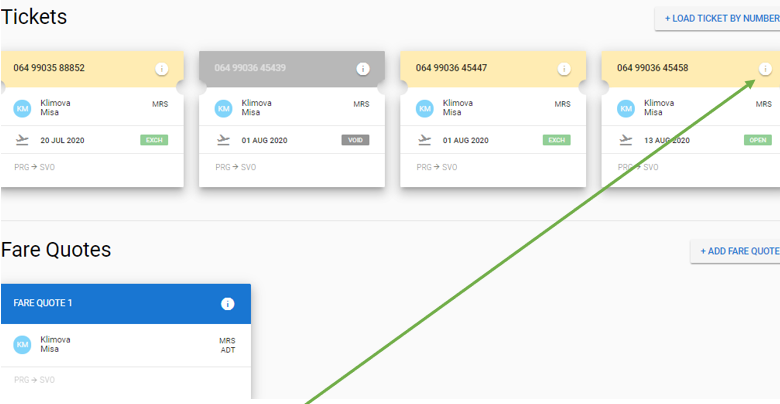 Tickets
+ LOAD TICKET BY NUMBER
064 99035 88852
i
064 99036 45439
i
064 99036 45447
i
064 99036 45458
i
KM
Klimova
Misa
MRS
KM
Klimova
Misa
MRS
KM
Klimova
Misa
MRS
KM
Klimova
Misa
MRS
20 JUL 2020
EXCH
01 AUG 2020
VOID
01 AUG 2020
EXCH
13 AUG 2020
OPEN
PRG → SVO
PRG → SVO
PRG → SVO
PRG → SVO
Fare Quotes
+ ADD FARE QUOTE
FARE QUOTE 1
i
KM
Klimova
Misa
MRS
ADT
PRG → SVO